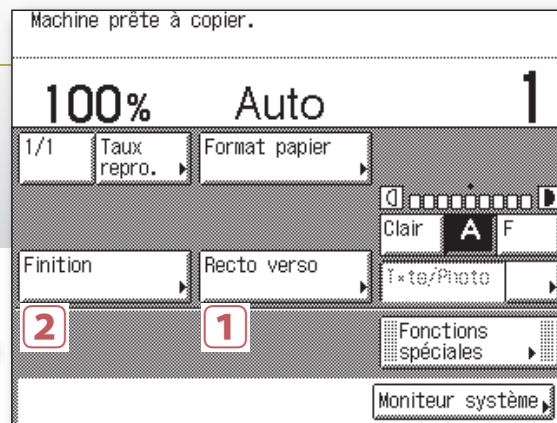 Machine prête à copier.
100% Auto 1
1/1
Taux
repro.
Format papier
Clair A F
Finition
Recto verso
Texte/Photo
2
1
Fonctions
spéciales
Moniteur système